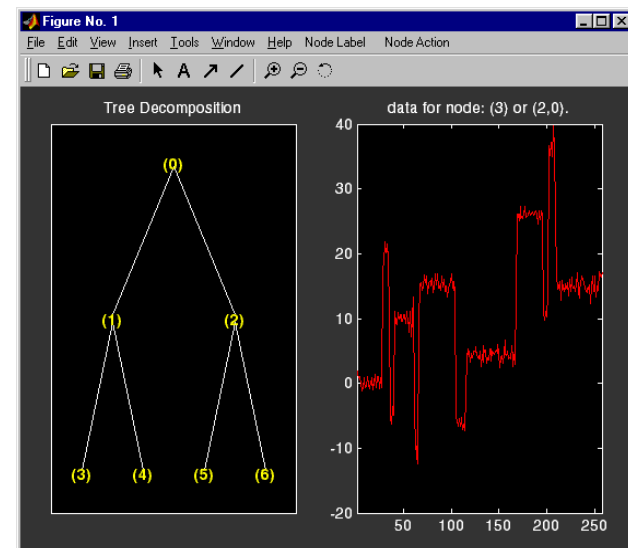 Figure No. 1
File Edit View Insert Tools Window Help Node Label Node Action
Tree Decomposition
(0)
(1) (2)
(3) (4) (5) (6)
data for node: (3) or (2,0).
40
30
20
10
0
-10
-20
50 100 150 200 250